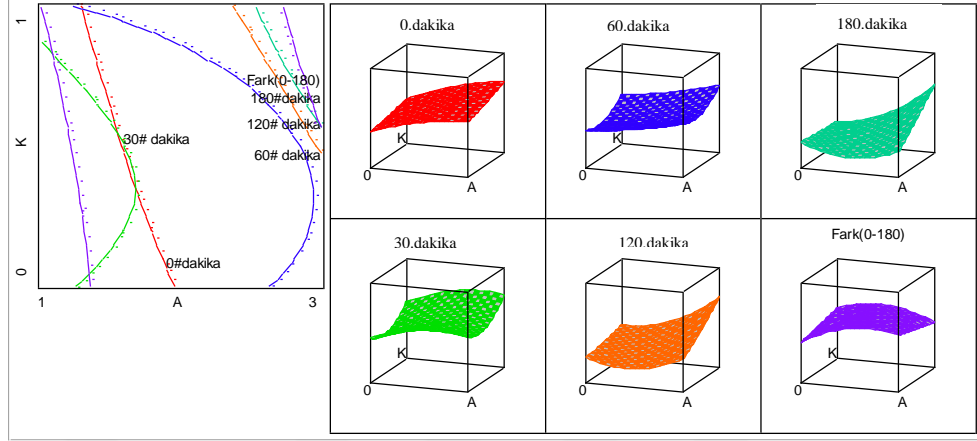 1
K
0
1
A
3
Fark(0-180)
180#dakika
120# dakika
60# dakika
30# dakika
0#dakika
0.dakika
K
0
A
60.dakika
K
0
A
180.dakika
0
A
30.dakika
K
0
A
120.dakika
0
A
Fark(0-180)
K
0
A